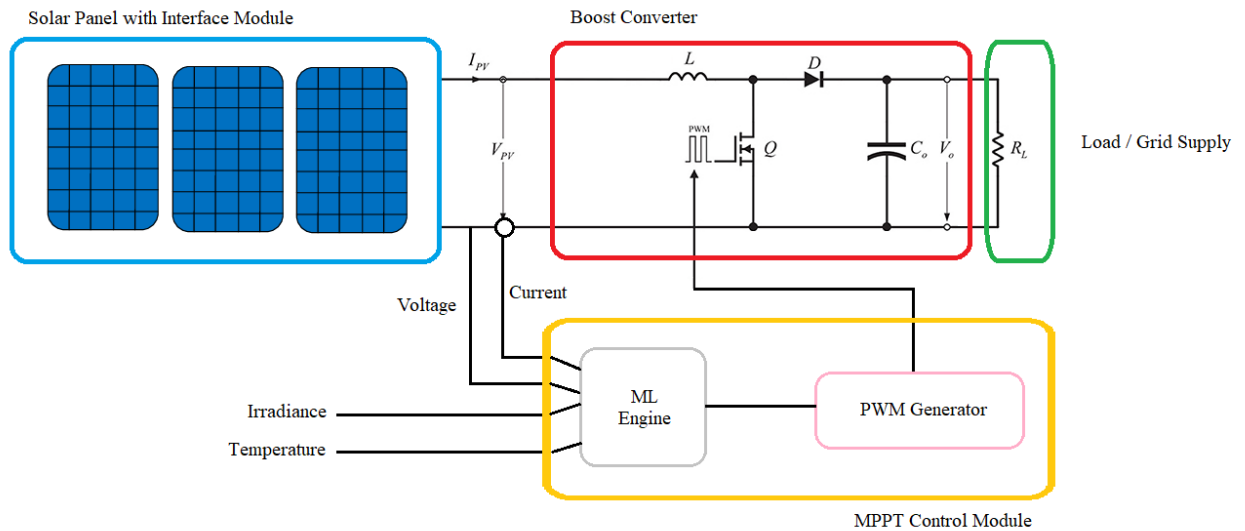 Solar Panel with Interface Module
Boost Converter
I_PV
L
D
PWM
V_PV
Q
C_o
V_o
R_L
Load / Grid Supply
Voltage
Current
Irradiance
Temperature
ML
Engine
PWM Generator
MPPT Control Module